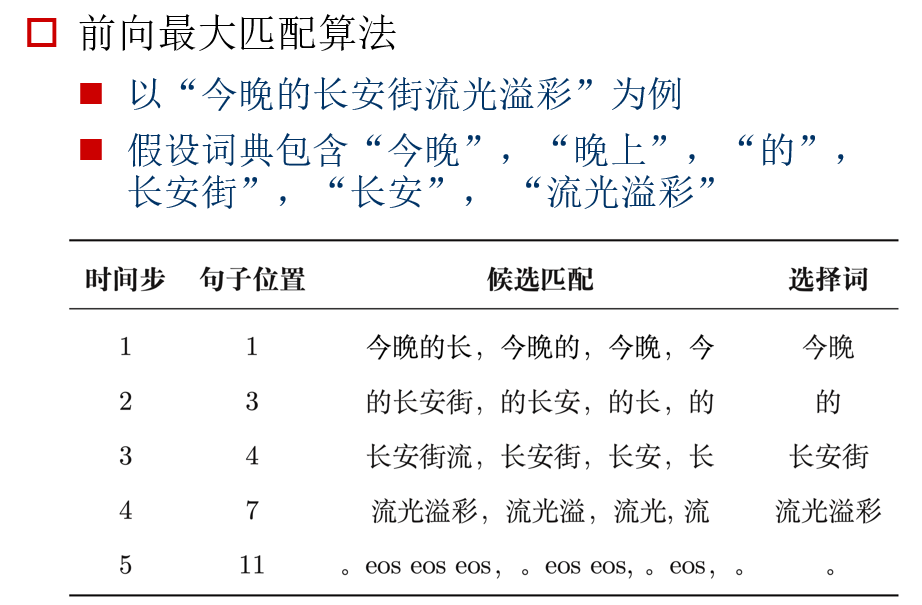 前向最大匹配算法
以“今晚的长安街流光溢彩”为例
假设词典包含“今晚”，“晚上”，“的”，
长安街”，“长安”， “流光溢彩”
时间步 句子位置 候选匹配 选择词
1 1 今晚的长，今晚的，今晚，今 今晚
2 3 的长安街，的长安，的长，的 的
3 4 长安街流，长安街，长安，长 长安街
4 7 流光溢彩，流光溢，流光, 流 流光溢彩
5 11 。eos eos eos，。eos eos, 。eos，。 。